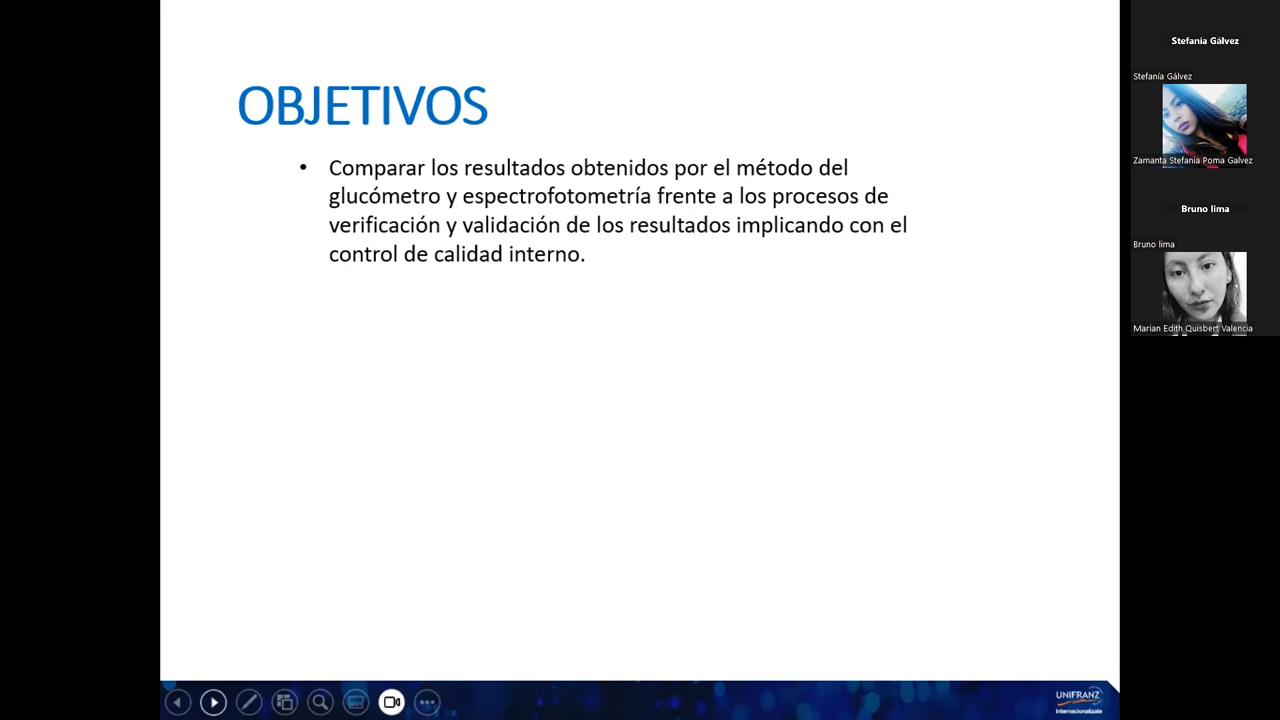 OBJETIVOS
• Comparar los resultados obtenidos por el método del
glucómetro y espectrofotometría frente a los procesos de
verificación y validación de los resultados implicando con el
control de calidad interno.
Stefania Gálvez
Stefanía Gálvez
Zamanta Stefania Poma Galvez
Bruno lima
Bruno lima
Marian Edith Quisbert Valencia
UNIFRANZ
Internacionalízate